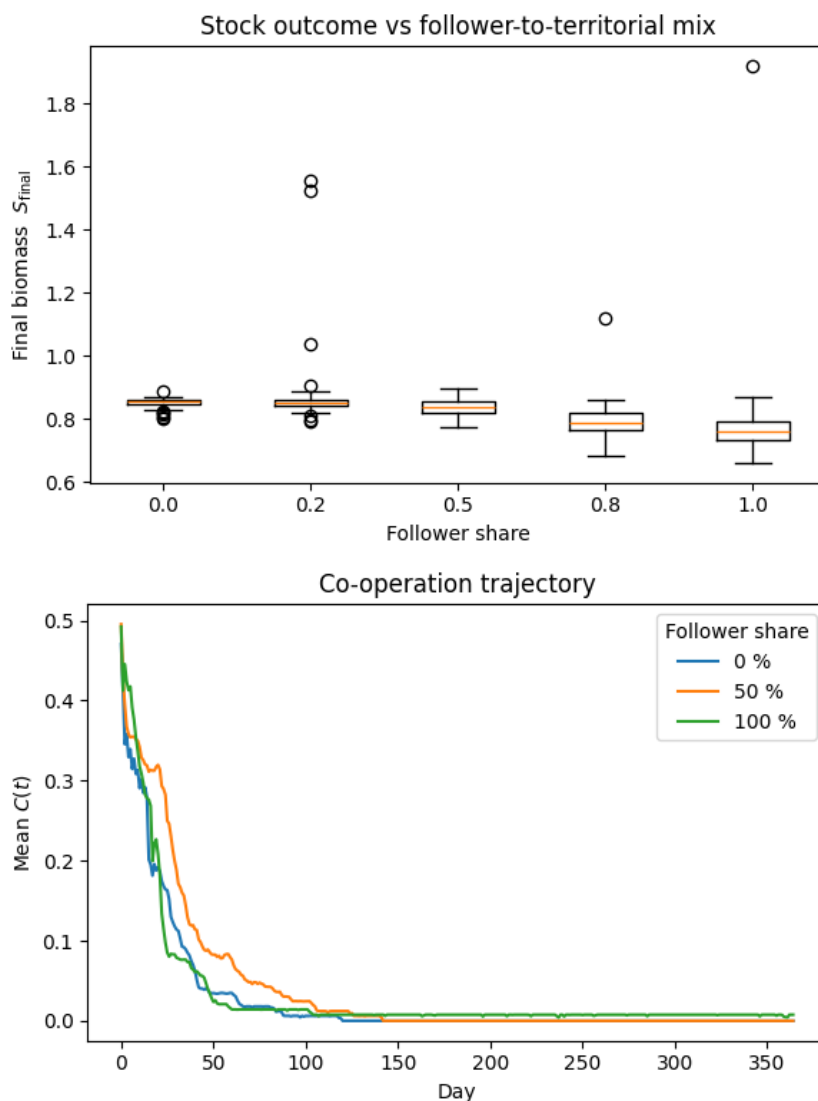 Stock outcome vs follower-to-territorial mix
Final biomass S_final
1.8
1.6
1.4
1.2
1.0
0.8
0.6
0.0 0.2 0.5 0.8 1.0
Follower share
Co-operation trajectory
Mean C(t)
0.5
0.4
0.3
0.2
0.1
0.0
Follower share
0 %
50 %
100 %
0 50 100 150 200 250 300 350
Day